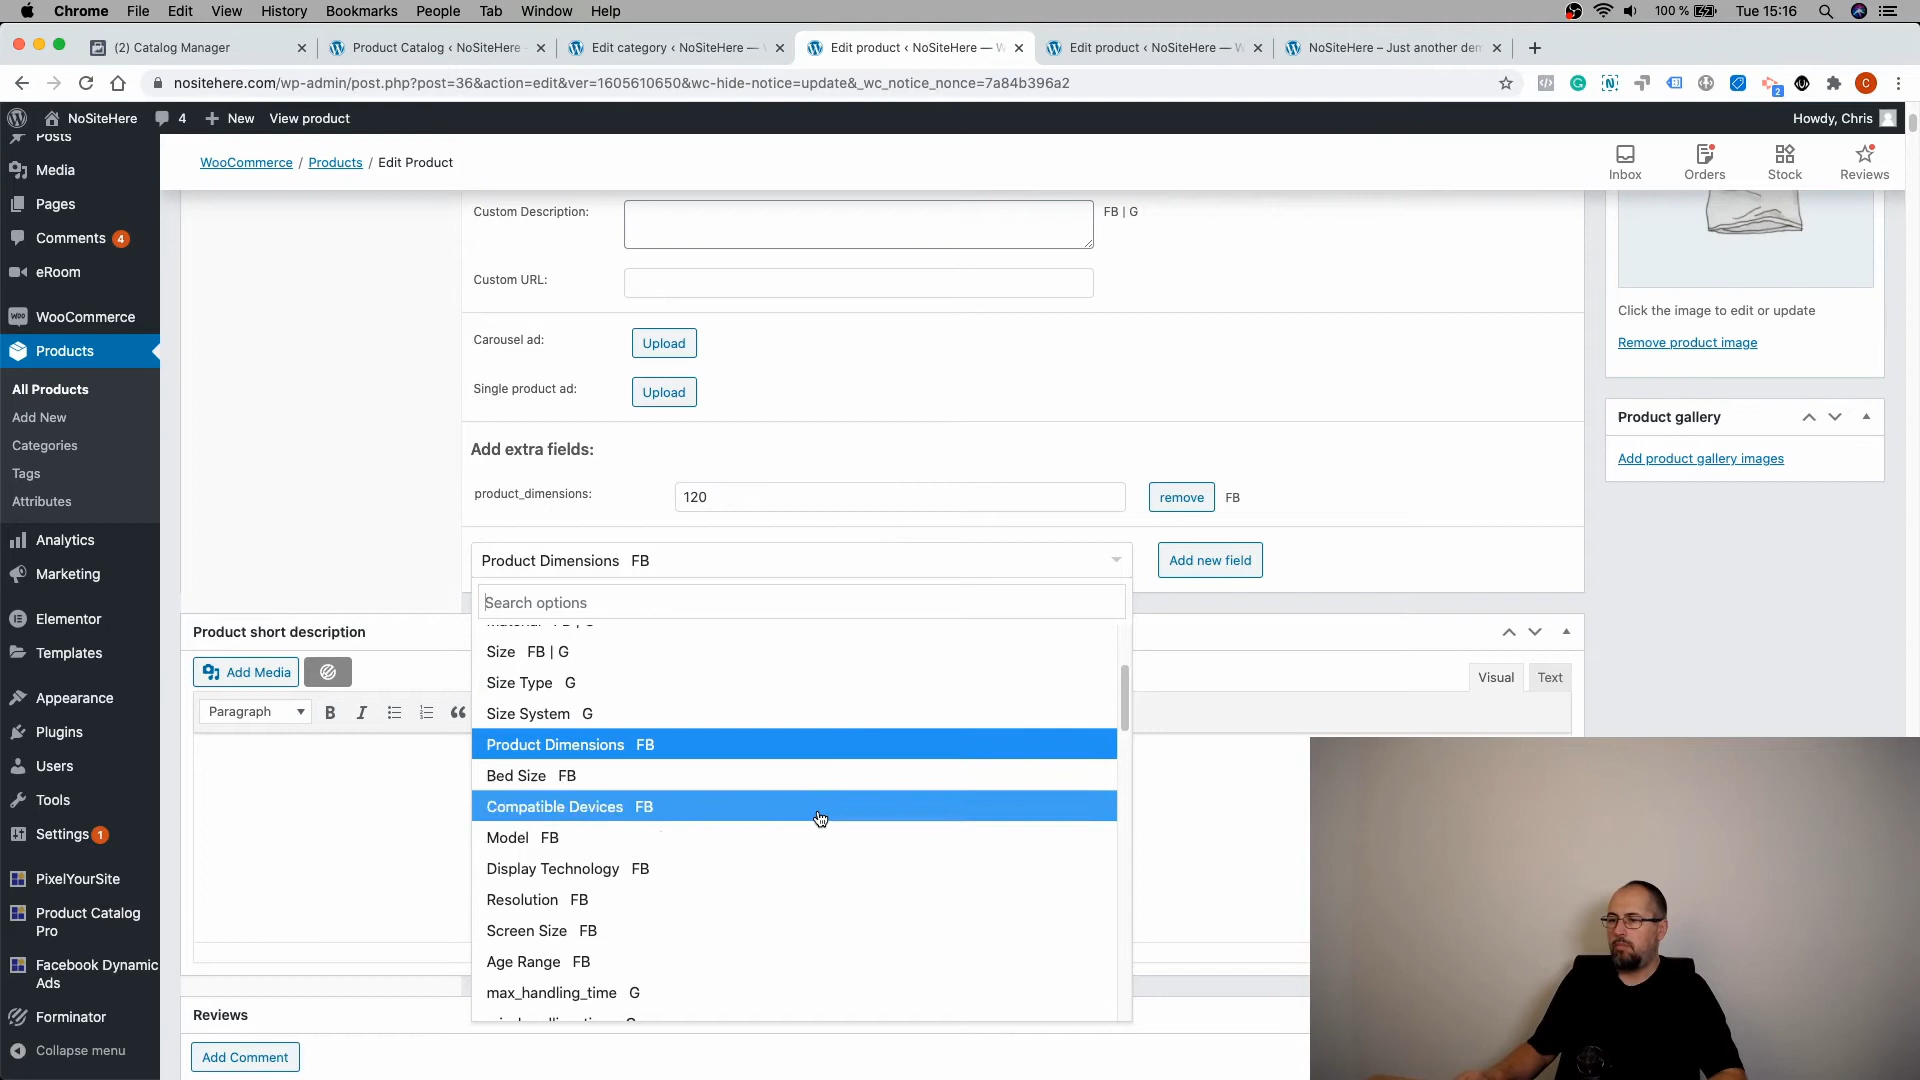 Chrome File Edit View History Bookmarks People Tab Window Help 100 % Tue 15:16
(2) Catalog Manager Product Catalog ‹ NoSiteHere Edit category ‹ NoSiteHere — Edit product ‹ NoSiteHere — W Edit product ‹ NoSiteHere — W NoSiteHere – Just another dem
nositehere.com/wp-admin/post.php?post=36&action=edit&ver=1605610650&wc-hide-notice=update&_wc_notice_nonce=7a84b396a2
NoSiteHere 4 New View product Howdy, Chris
Posts
Media
Pages
Comments 4
eRoom
WooCommerce
Products
All Products
Add New
Categories
Tags
Attributes
Analytics
Marketing
Elementor
Templates
Appearance
Plugins
Users
Tools
Settings 1
PixelYourSite
Product Catalog
Pro
Facebook Dynamic
Ads
Forminator
Collapse menu
WooCommerce / Products / Edit Product
Inbox Orders Stock Reviews
Custom Description: FB | G
Custom URL:
Carousel ad: Upload
Single product ad: Upload
Add extra fields:
product_dimensions: 120 remove FB
Product Dimensions FB Add new field
Search options
Size FB | G
Size Type G
Size System G
Product Dimensions FB
Bed Size FB
Compatible Devices FB
Model FB
Display Technology FB
Resolution FB
Screen Size FB
Age Range FB
max_handling_time G
Product short description
Add Media
Visual Text
Paragraph B I
Reviews
Add Comment
Click the image to edit or update
Remove product image
Product gallery
Add product gallery images